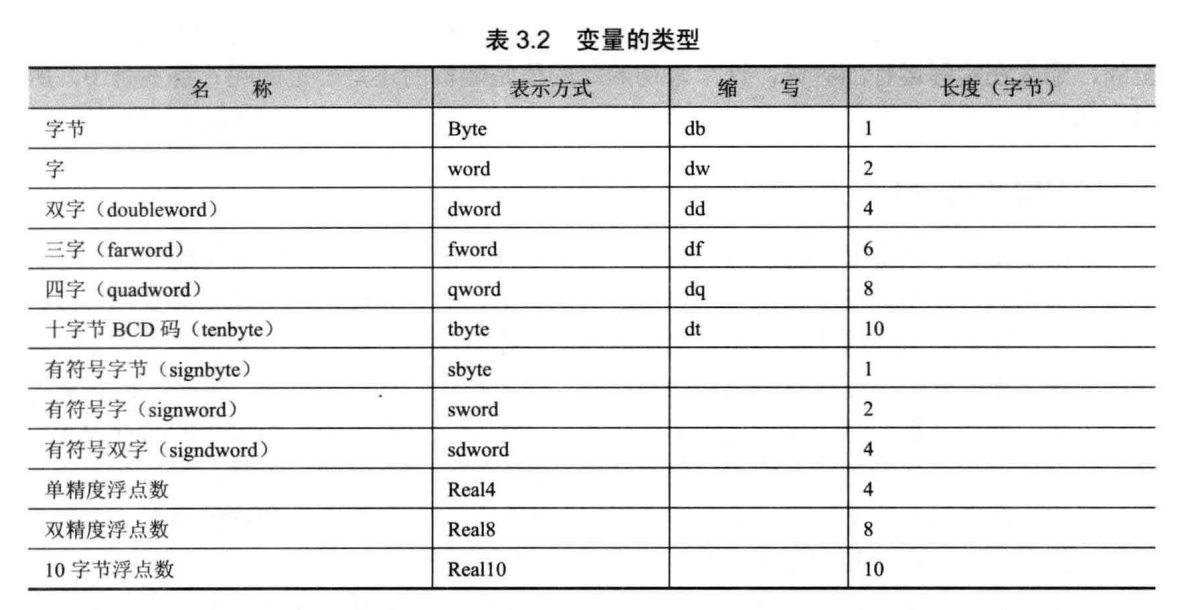 表 3.2 变量的类型
名 称 表示方式 缩 写 长度（字节）
字节 Byte db 1
字 word dw 2
双字（doubleword） dword dd 4
三字（farword） fword df 6
四字（quadword） qword dq 8
十字节 BCD 码（tenbyte） tbyte dt 10
有符号字节（signbyte） sbyte 1
有符号字（signword） sword 2
有符号双字（signdword） sdword 4
单精度浮点数 Real4 4
双精度浮点数 Real8 8
10 字节浮点数 Real10 10